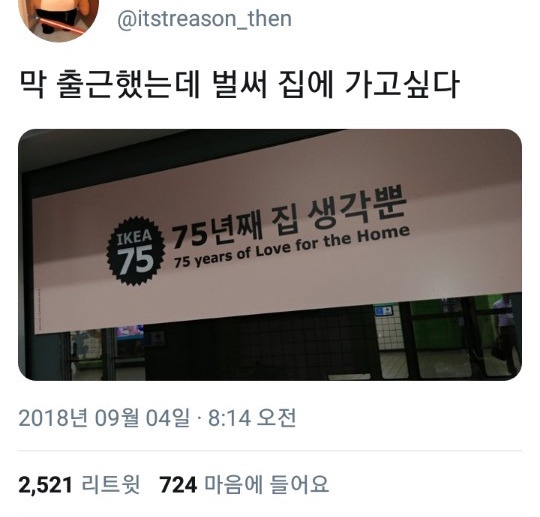 @itstreason_then
막 출근했는데 벌써 집에 가고싶다
IKEA
75
75년째 집 생각뿐
75 years of Love for the Home
2018년 09월 04일 · 8:14 오전
2,521 리트윗 724 마음에 들어요